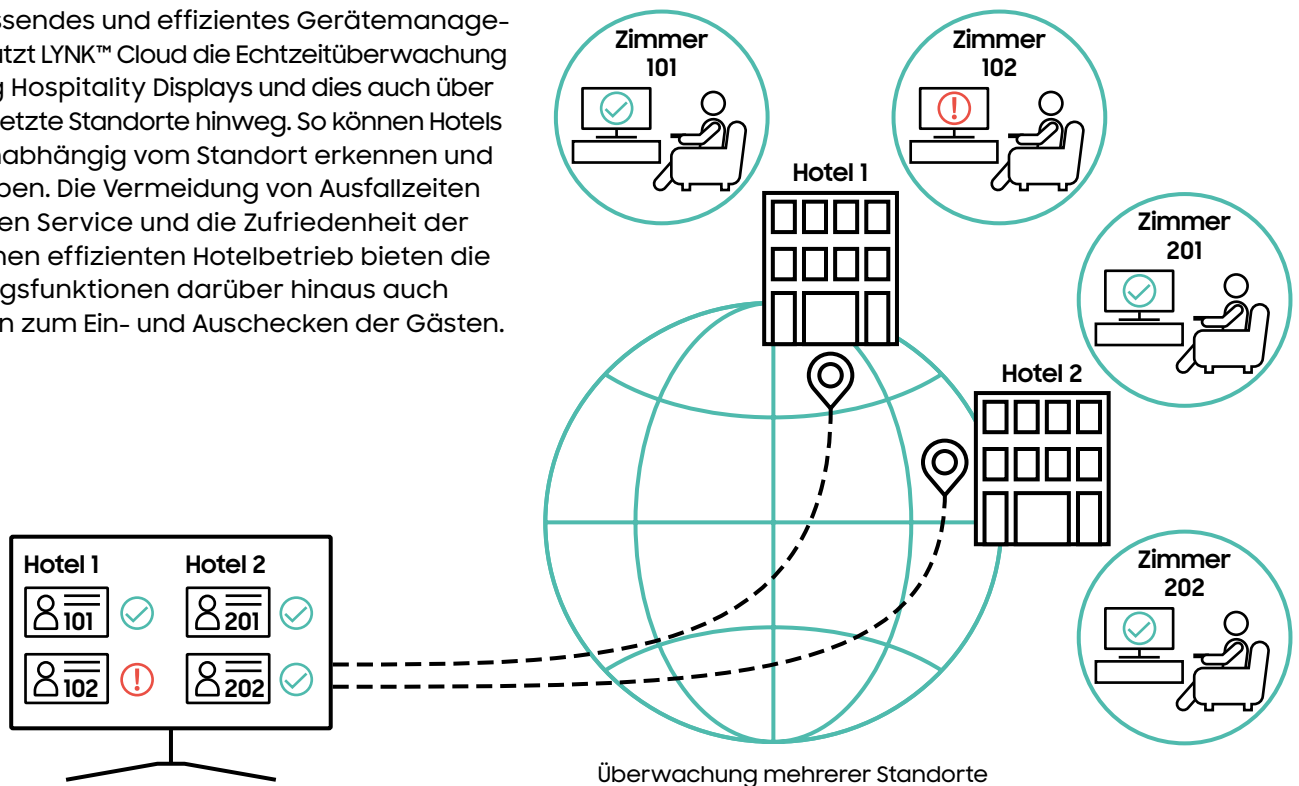 ssendes und effizientes Gerätemanage-
tzt LYNK™ Cloud die Echtzeitüberwachung
g Hospitality Displays und dies auch über
etzte Standorte hinweg. So können Hotels
nabhängig vom Standort erkennen und
ben. Die Vermeidung von Ausfallzeiten
en Service und die Zufriedenheit der
nen effizienten Hotelbetrieb bieten die
gsfunktionen darüber hinaus auch
n zum Ein- und Auschecken der Gästen.
Zimmer
101
Zimmer
102
Hotel 1
Zimmer
201
Hotel 2
Zimmer
202
Hotel 1
Hotel 2
101
201
102
202
Überwachung mehrerer Standorte